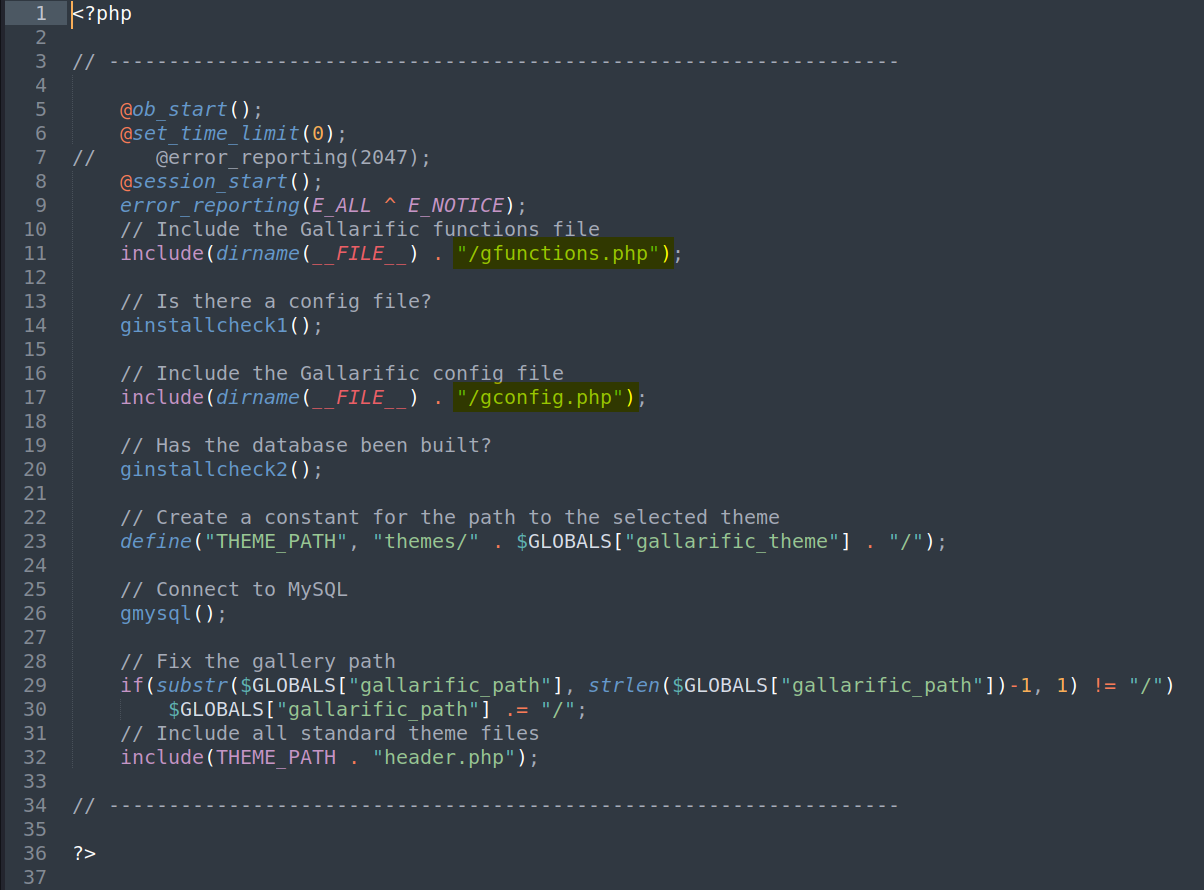 1 <?php
2
3 // ------------------------------------------------------------------
4
5     @ob_start();
6     @set_time_limit(0);
7 //     @error_reporting(2047);
8     @session_start();
9     error_reporting(E_ALL ^ E_NOTICE);
10     // Include the Gallarific functions file
11     include(dirname(__FILE__) . "/gfunctions.php");
12
13     // Is there a config file?
14     ginstallcheck1();
15
16     // Include the Gallarific config file
17     include(dirname(__FILE__) . "/gconfig.php");
18
19     // Has the database been built?
20     ginstallcheck2();
21
22     // Create a constant for the path to the selected theme
23     define("THEME_PATH", "themes/" . $GLOBALS["gallarific_theme"] . "/");
24
25     // Connect to MySQL
26     gmysql();
27
28     // Fix the gallery path
29     if(substr($GLOBALS["gallarific_path"], strlen($GLOBALS["gallarific_path"])-1, 1) != "/")
30         $GLOBALS["gallarific_path"] .= "/";
31     // Include all standard theme files
32     include(THEME_PATH . "header.php");
33
34 // ------------------------------------------------------------------
35
36 ?>
37